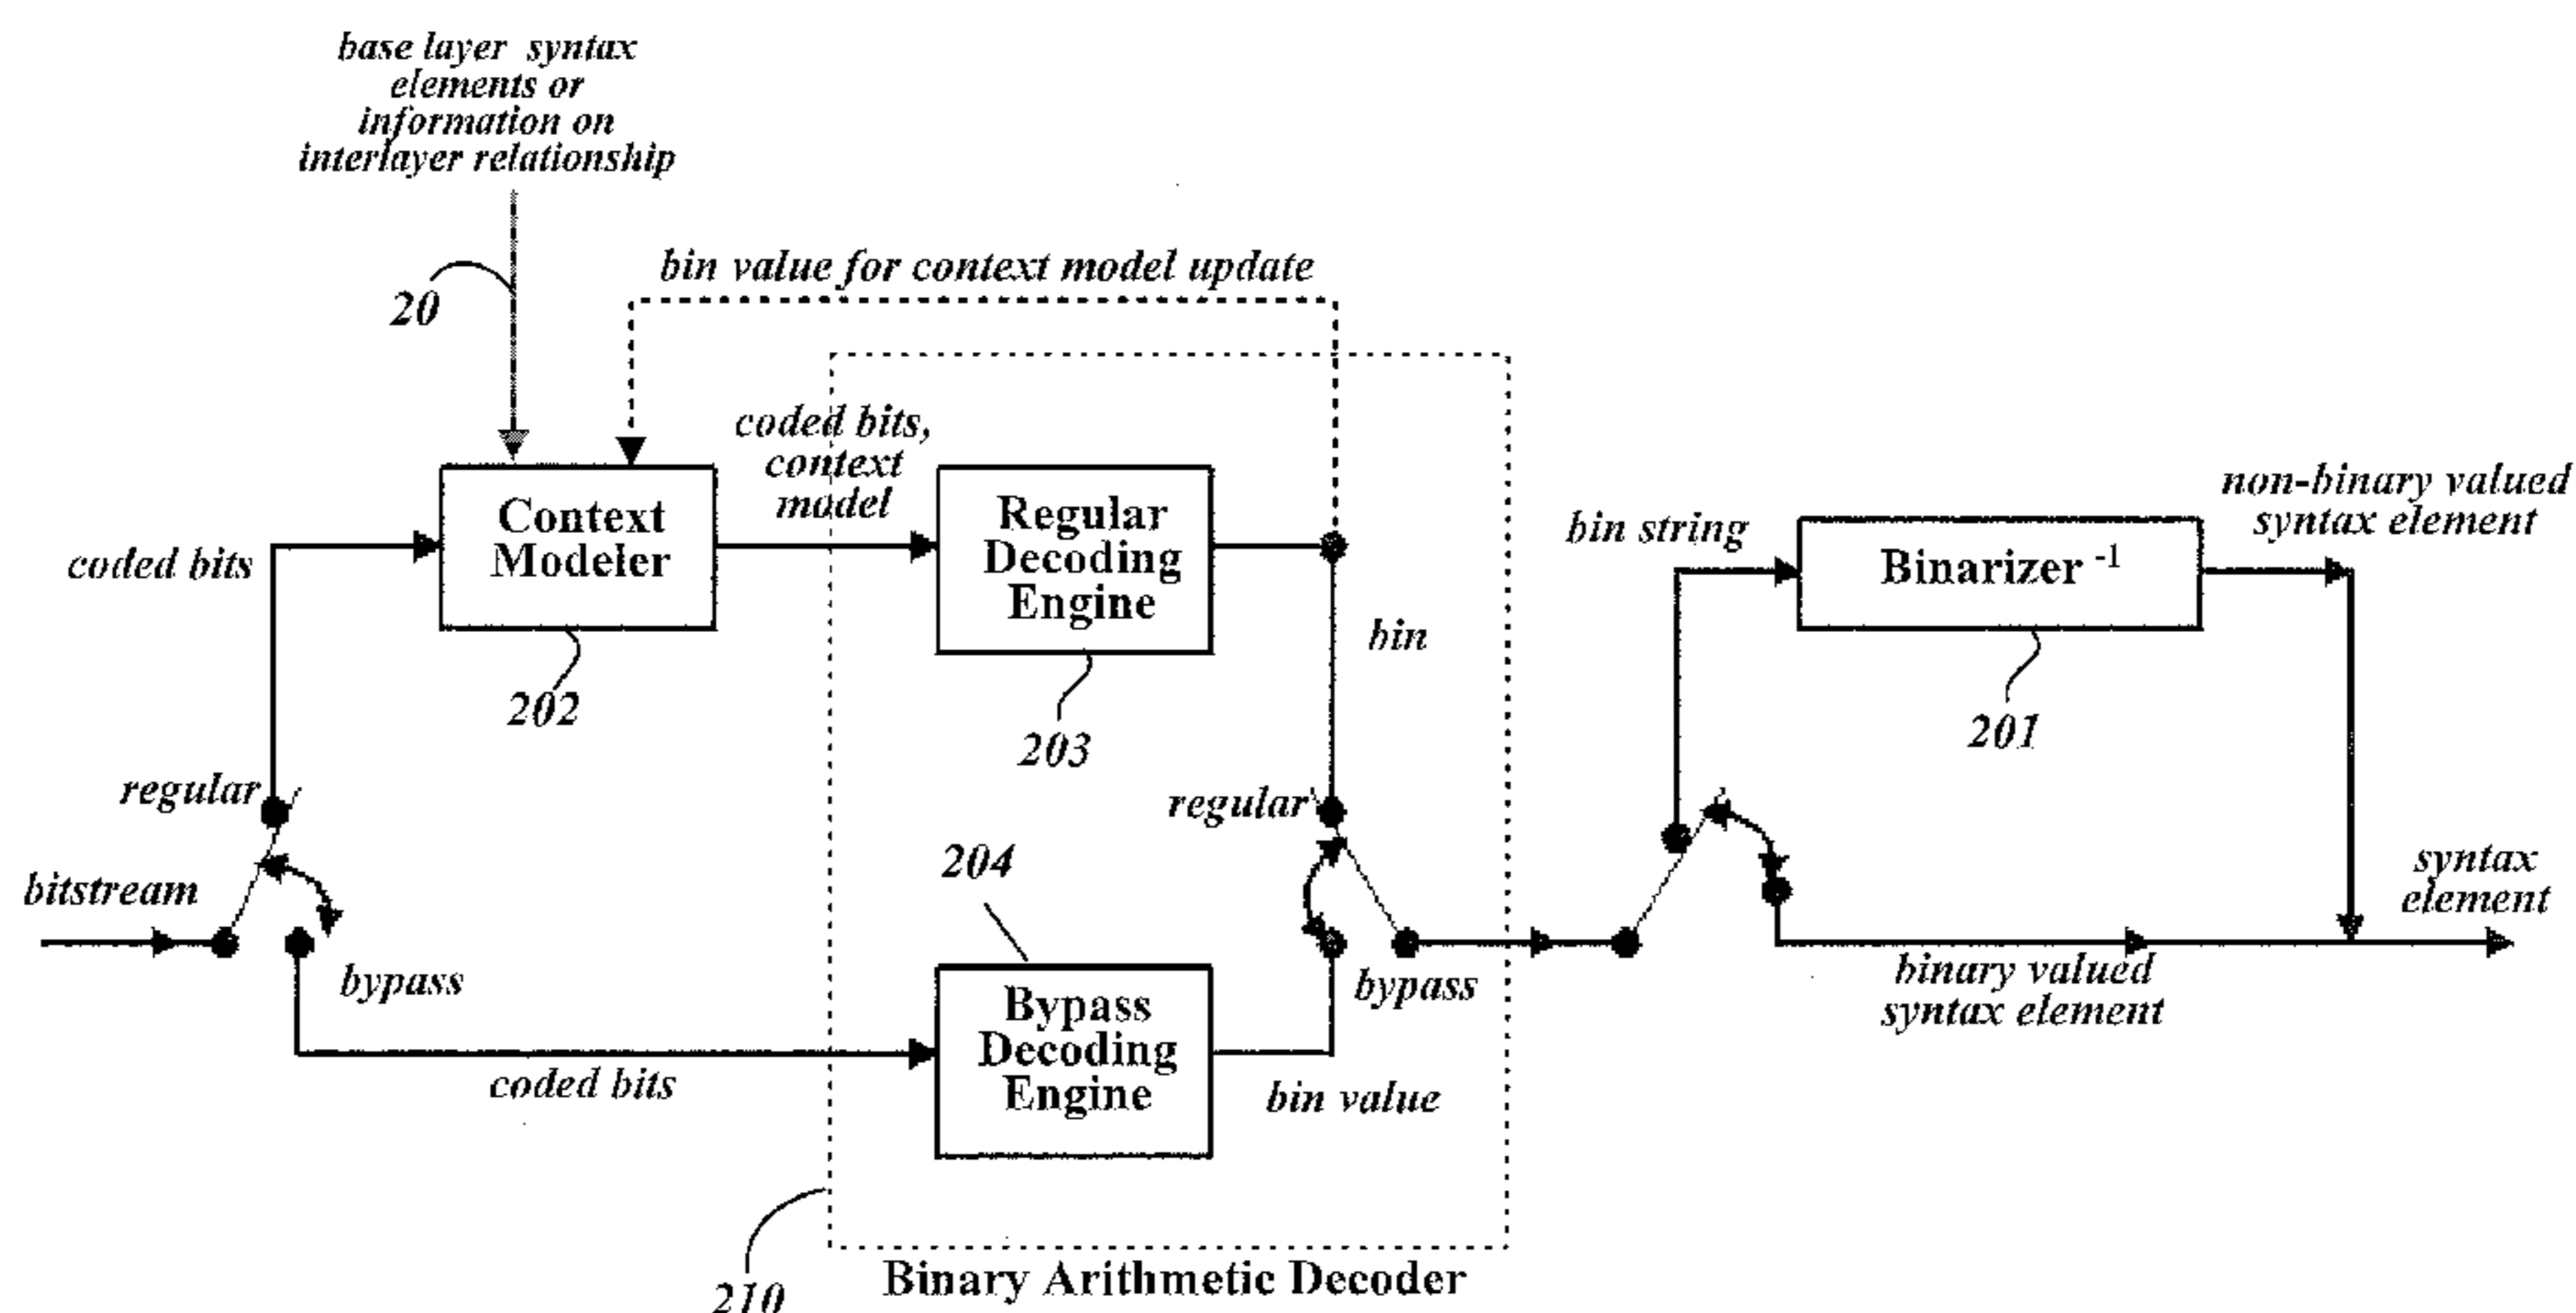 base layer syntax
elements or
information on
interlayer relationship
20
bin value for context model update
coded bits,
context
model
Context
Modeler
Regular
Decoding
Engine
coded bits
202
203
bin
bin string
Binarizer -1
non-binary valued
syntax element
201
regular
regular
204
bitstream
bypass
bypass
Bypass
Decoding
Engine
coded bits
bin value
syntax
element
binary valued
syntax element
210
Binary Arithmetic Decoder